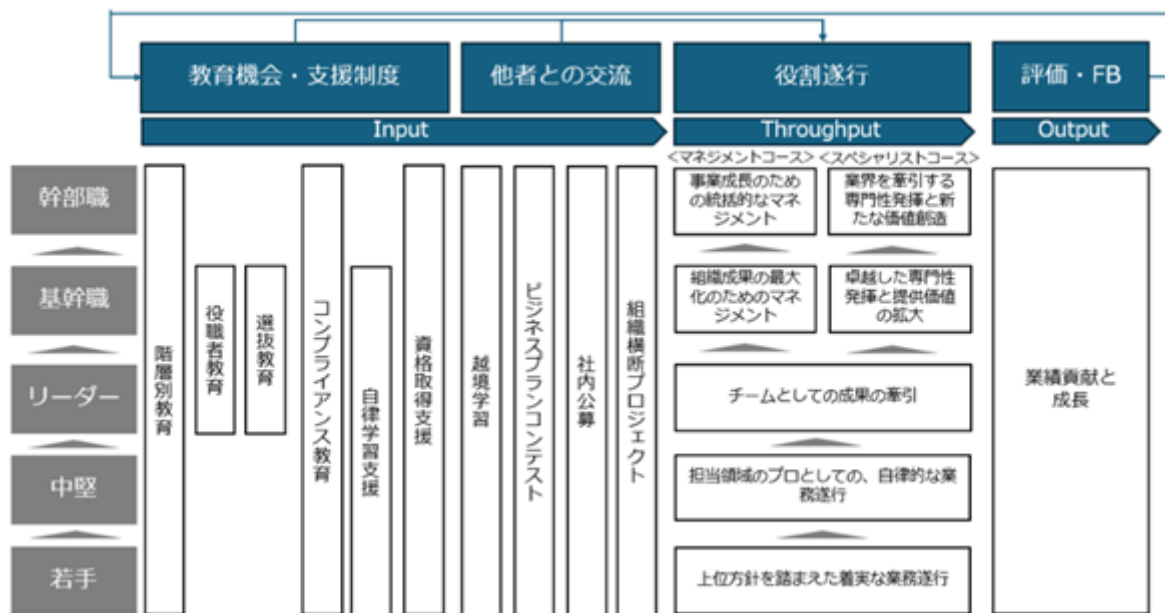 教育機会・支援制度
他者との交流
役割遂行
評価・FB
Input
Throughput
Output
<マネジメントコース>
<スペシャリストコース>
幹部職
基幹職
リーダー
中堅
若手
階層別教育
役職者教育
選抜教育
コンプライアンス教育
自律学習支援
資格取得支援
越境学習
ビジネスプランコンテスト
社内公募
組織横断プロジェクト
事業成長のため
の統括的なマネ
ジメント
業界を牽引する
専門性発揮と新
たな価値創造
組織成果の最大
化のためのマネ
ジメント
卓越した専門性
発揮と提供価値
の拡大
チームとしての成果の牽引
担当領域のプロとしての、自律的な業
務遂行
上位方針を踏まえた着実な業務遂行
業績貢献と
成長